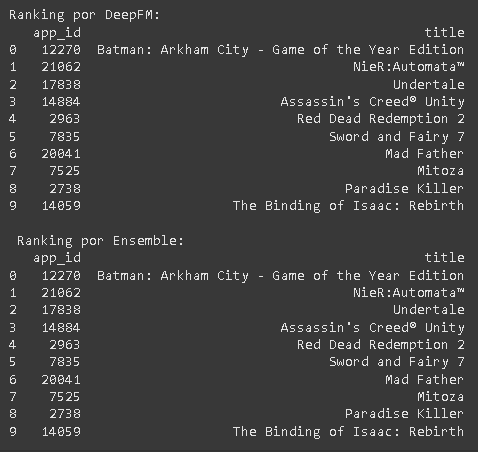 Ranking por DeepFM:
app_id title
0 12270 Batman: Arkham City - Game of the Year Edition
1 21062 NieR:Automata™
2 17838 Undertale
3 14884 Assassin's Creed® Unity
4 2963 Red Dead Redemption 2
5 7835 Sword and Fairy 7
6 20041 Mad Father
7 7525 Mitoza
8 2738 Paradise Killer
9 14059 The Binding of Isaac: Rebirth
Ranking por Ensemble:
app_id title
0 12270 Batman: Arkham City - Game of the Year Edition
1 21062 NieR:Automata™
2 17838 Undertale
3 14884 Assassin's Creed® Unity
4 2963 Red Dead Redemption 2
5 7835 Sword and Fairy 7
6 20041 Mad Father
7 7525 Mitoza
8 2738 Paradise Killer
9 14059 The Binding of Isaac: Rebirth